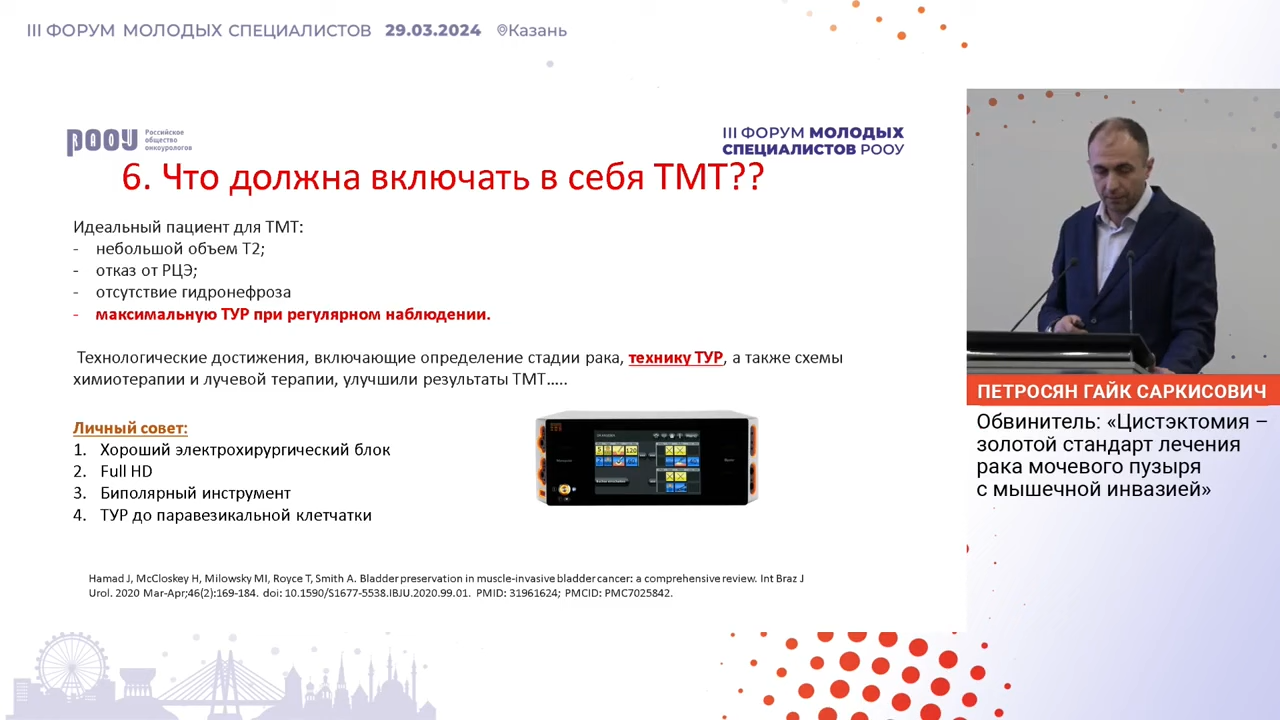 III ФОРУМ МОЛОДЫХ СПЕЦИАЛИСТОВ 29.03.2024 Казань
РООУ
Российское
общество
онкоурологов
III ФОРУМ МОЛОДЫХ
СПЕЦИАЛИСТОВ РООУ
6. Что должна включать в себя ТМТ??
Идеальный пациент для ТМТ:
- небольшой объем Т2;
- отказ от РЦЭ;
- отсутствие гидронефроза
- максимальную ТУР при регулярном наблюдении.
Технологические достижения, включающие определение стадии рака, технику ТУР, а также схемы
химиотерапии и лучевой терапии, улучшили результаты ТМТ.....
Личный совет:
1. Хороший электрохирургический блок
2. Full HD
3. Биполярный инструмент
4. ТУР до паравезикальной клетчатки
Hamad J, McCloskey H, Milowsky MI, Royce T, Smith A. Bladder preservation in muscle-invasive bladder cancer: a comprehensive review. Int Braz J
Urol. 2020 Mar-Apr;46(2):169-184. doi: 10.1590/S1677-5538.IBJU.2020.99.01. PMID: 31961624; PMCID: PMC7025842.
ПЕТРОСЯН ГАЙК САРКИСОВИЧ
Обвинитель: «Цистэктомия –
золотой стандарт лечения
рака мочевого пузыря
с мышечной инвазией»